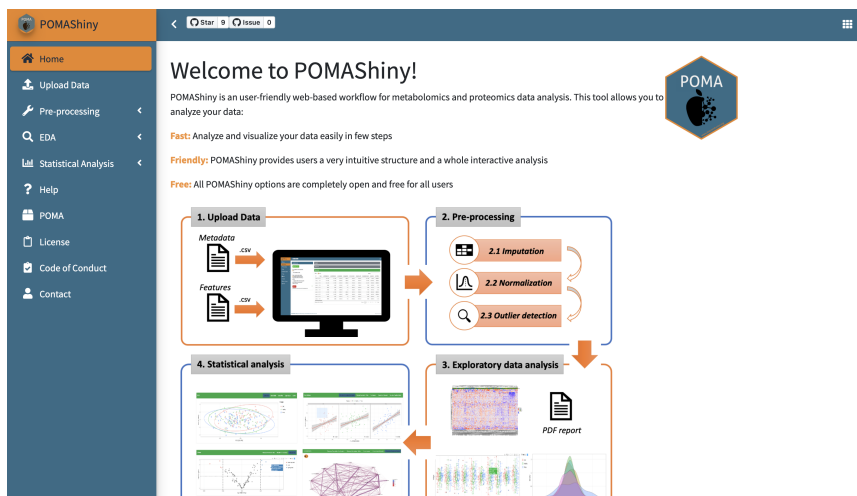 POMAShiny
Star 9 Issue 0
Home
Upload Data
Pre-processing
EDA
Statistical Analysis
Help
POMA
License
Code of Conduct
Contact
Welcome to POMAShiny!
POMAShiny is an user-friendly web-based workflow for metabolomics and proteomics data analysis. This tool allows you to
analyze your data:
Fast: Analyze and visualize your data easily in few steps
Friendly: POMAShiny provides users a very intuitive structure and a whole interactive analysis
Free: All POMAShiny options are completely open and free for all users
POMA
1. Upload Data
Metadata
.CSV
Features
.CSV
2. Pre-processing
2.1 Imputation
2.2 Normalization
2.3 Outlier detection
4. Statistical analysis
3. Exploratory data analysis
PDF report